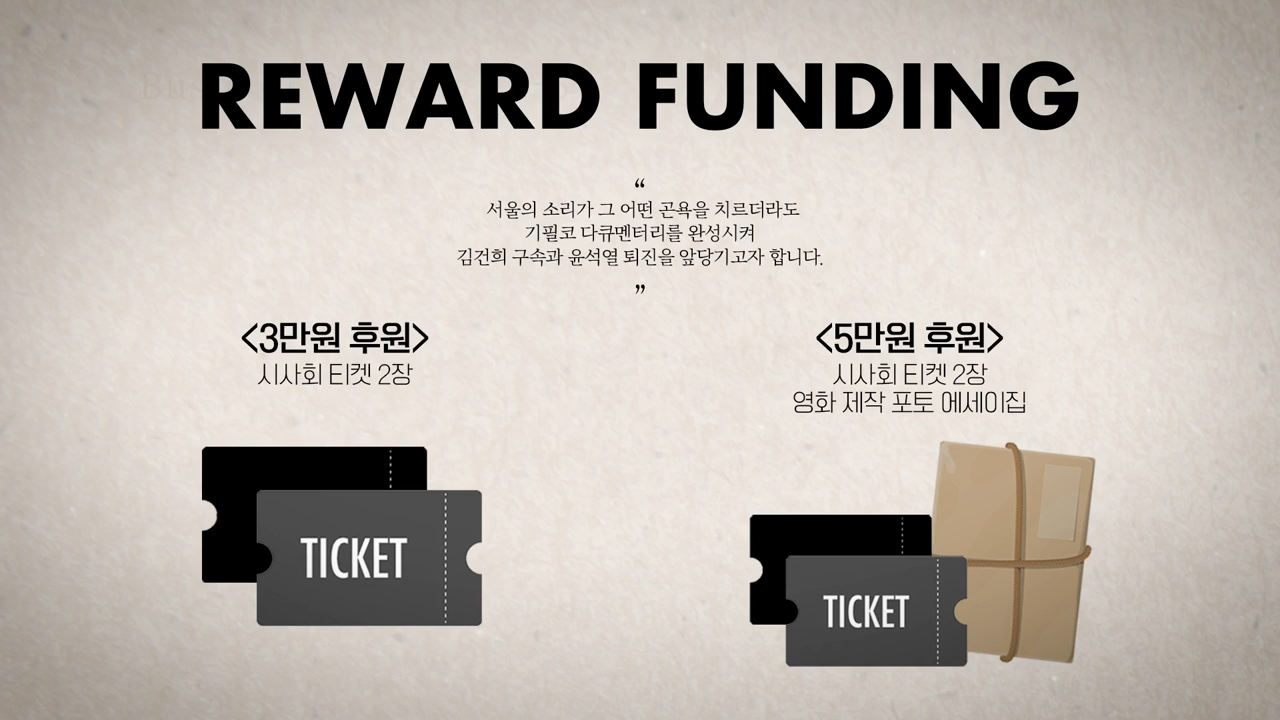 REWARD FUNDING
“
서울의 소리가 그 어떤 곤욕을 치르더라도
기필코 다큐멘터리를 완성시켜
김건희 구속과 윤석열 퇴진을 앞당기고자 합니다.
”
<3만원 후원>
시사회 티켓 2장
<5만원 후원>
시사회 티켓 2장
영화 제작 포토 에세이집
TICKET
TICKET